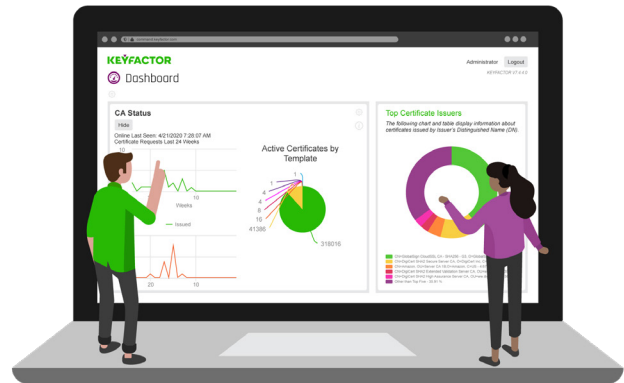 KEYFACTOR
Administrator
Logout
KEYFACTOR V7.4.0.0
Dashboard
CA Status
Hide
Online Last Seen: 4/21/2020 7:28:07 AM
Certificate Requests Last 24 Weeks
10
10
Weeks
Issued
20
10
Active Certificates by
Template
1
1
4
4
8
16
41386
318016
Top Certificate Issuers
The following chart and table display information about
certificates issued by Issuer's Distinguished Name (DN).